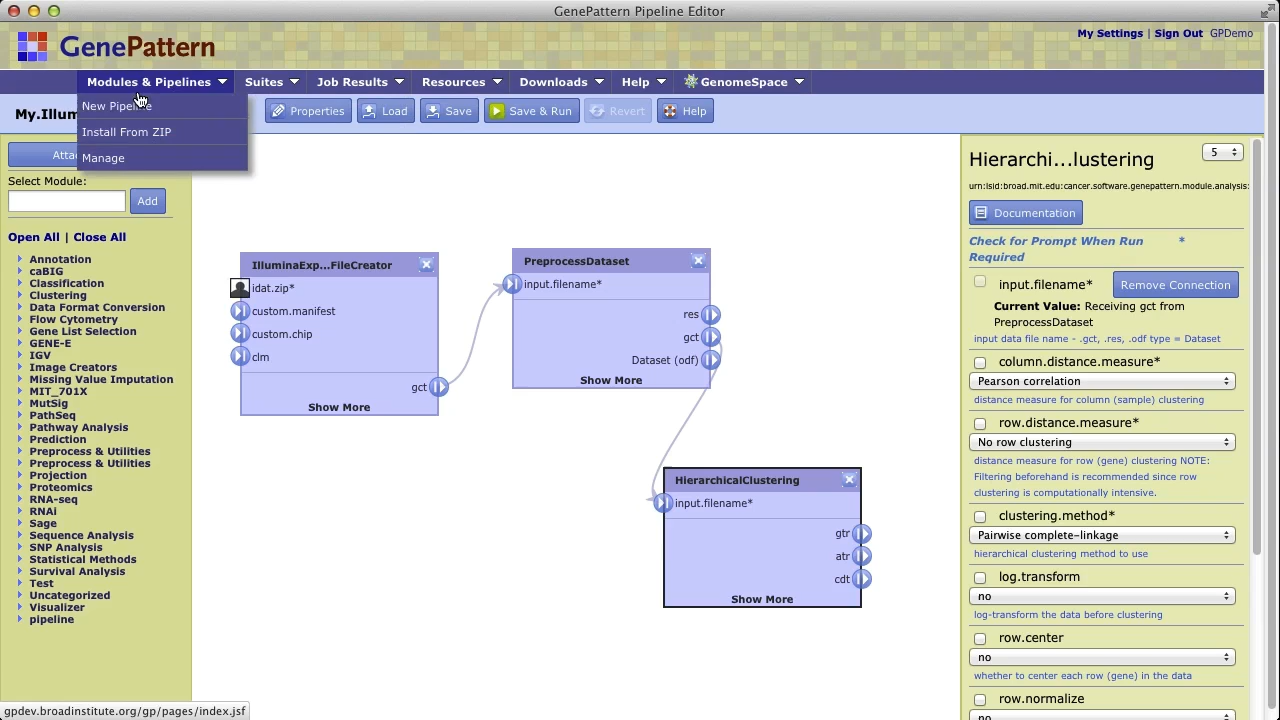 GenePattern Pipeline Editor
GenePattern
My Settings | Sign Out GPDemo
Modules & Pipelines Suites Job Results Resources Downloads Help GenomeSpace
New Pipeline
Install From ZIP
Manage
My.Illum
Properties Load Save Save & Run Revert Help
Attac
Select Module:
Add
Open All | Close All
Annotation
caBIG
Classification
Clustering
Data Format Conversion
Flow Cytometry
Gene List Selection
GENE-E
IGV
Image Creators
Missing Value Imputation
MIT_701X
MutSig
PathSeq
Pathway Analysis
Prediction
Preprocess & Utilities
Preprocess & Utilities
Projection
Proteomics
RNA-seq
RNAi
Sage
Sequence Analysis
SNP Analysis
Statistical Methods
Survival Analysis
Test
Uncategorized
Visualizer
pipeline
IlluminaExp...FileCreator
idat.zip*
custom.manifest
custom.chip
clm
gct
Show More
PreprocessDataset
input.filename*
res
gct
Dataset (odf)
Show More
HierarchicalClustering
input.filename*
gtr
atr
cdt
Show More
Hierarchi...lustering
5
urn:lsid:broad.mit.edu:cancer.software.genepattern.module.analysis:
Documentation
Check for Prompt When Run *
Required
input.filename* Remove Connection
Current Value: Receiving gct from
PreprocessDataset
input data file name - .gct, .res, .odf type = Dataset
column.distance.measure*
Pearson correlation
distance measure for column (sample) clustering
row.distance.measure*
No row clustering
distance measure for row (gene) clustering NOTE:
Filtering beforehand is recommended since row
clustering is computationally intensive.
clustering.method*
Pairwise complete-linkage
hierarchical clustering method to use
log.transform
no
log-transform the data before clustering
row.center
no
whether to center each row (gene) in the data
row.normalize
no
gpdev.broadinstitute.org/gp/pages/index.jsf